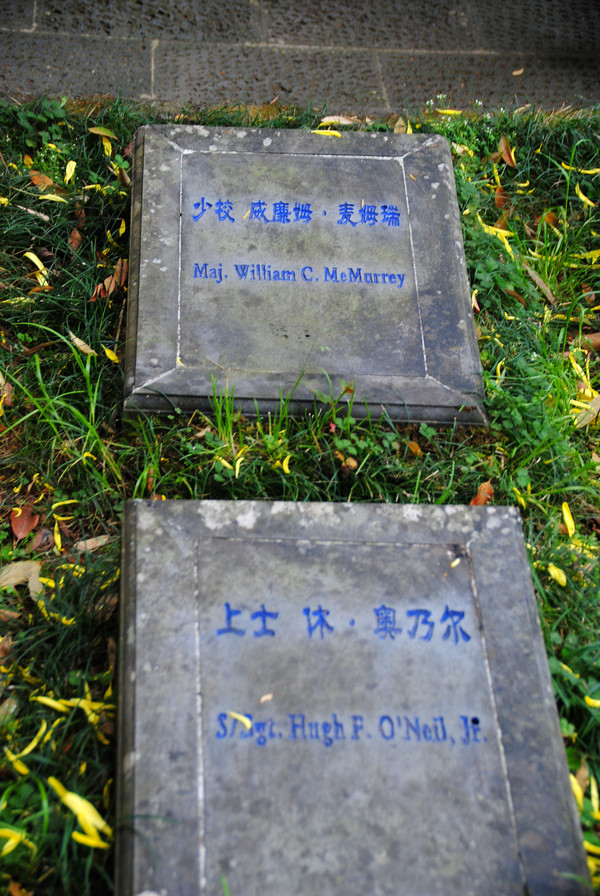 少校 威廉姆·麦姆瑞
Maj. William C. McMurrey
上士 休·奥乃尔
S/Sgt. Hugh F. O'Neil, Jr.